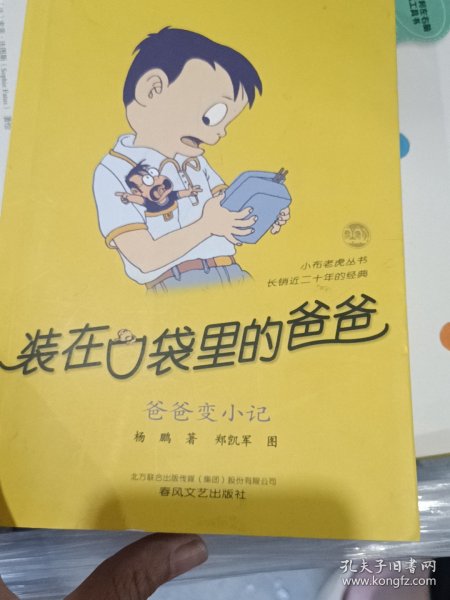 小布老虎丛书
长销近二十年的经典
装在口袋里的爸爸
爸爸变小记
杨 鹏 著 郑凯军 图
北方联合出版传媒(集团)股份有限公司
春风文艺出版社
孔夫子旧书网
www.kongfz.com